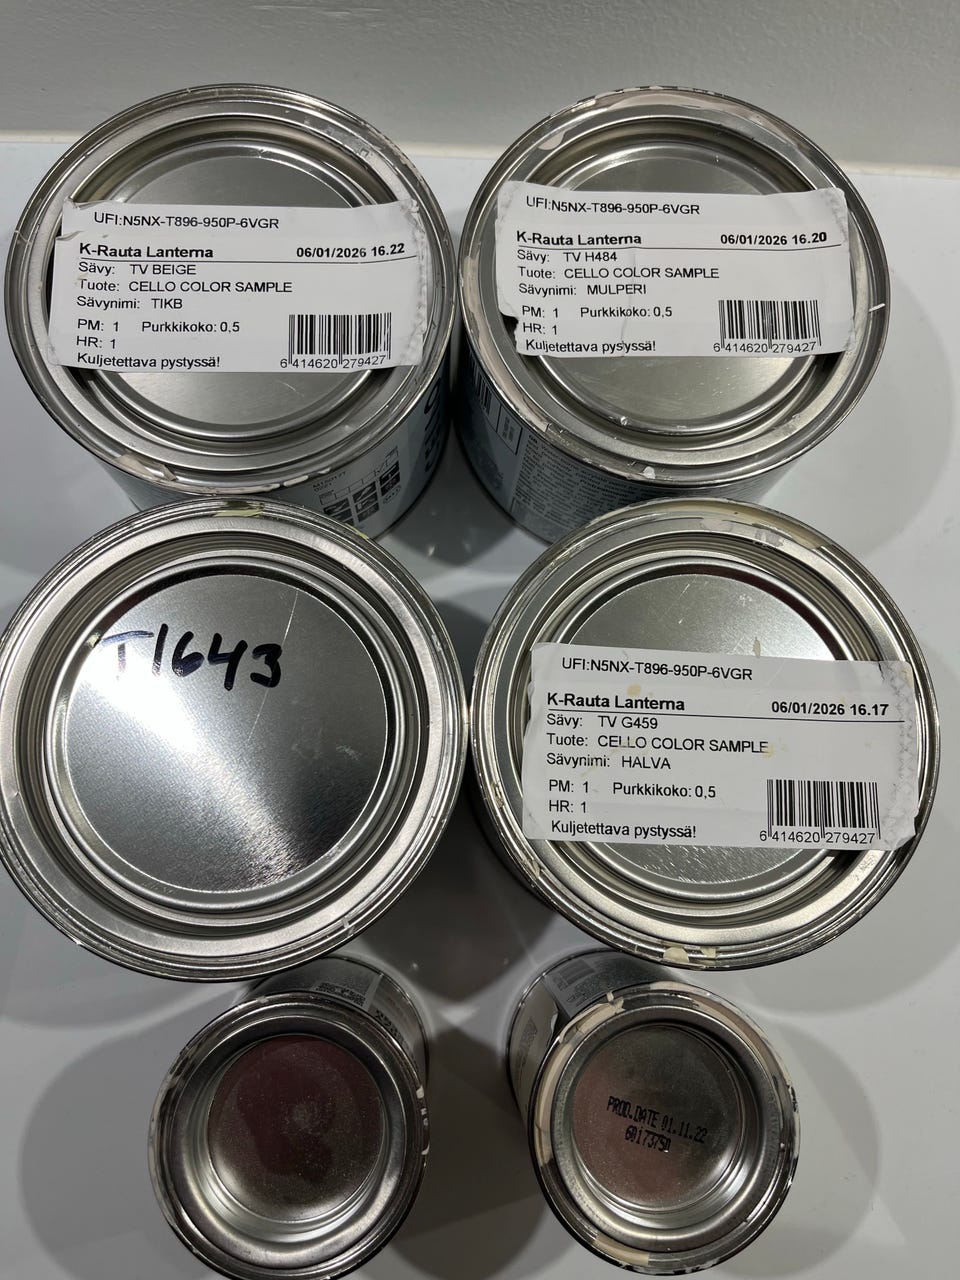 UFI:N5NX-T896-950P-6VGR
K-Rauta Lanterna 06/01/2026 16.22
Sävy: TV BEIGE
Tuote: CELLO COLOR SAMPLE
Sävynimi: TIKB
PM: 1 Purkkikoko: 0,5
HR: 1
Kuljetettava pystyssä!
6 414620 279427
UFI:N5NX-T896-950P-6VGR
K-Rauta Lanterna 06/01/2026 16.20
Sävy: TV H484
Tuote: CELLO COLOR SAMPLE
Sävynimi: MULPERI
PM: 1 Purkkikoko: 0,5
HR: 1
Kuljetettava pystyssä!
6 414620 279427
T1643
UFI:N5NX-T896-950P-6VGR
K-Rauta Lanterna 06/01/2026 16.17
Sävy: TV G459
Tuote: CELLO COLOR SAMPLE
Sävynimi: HALVA
PM: 1 Purkkikoko: 0,5
HR: 1
Kuljetettava pystyssä!
6 414620 279427
PROD.DATE 01.11.22